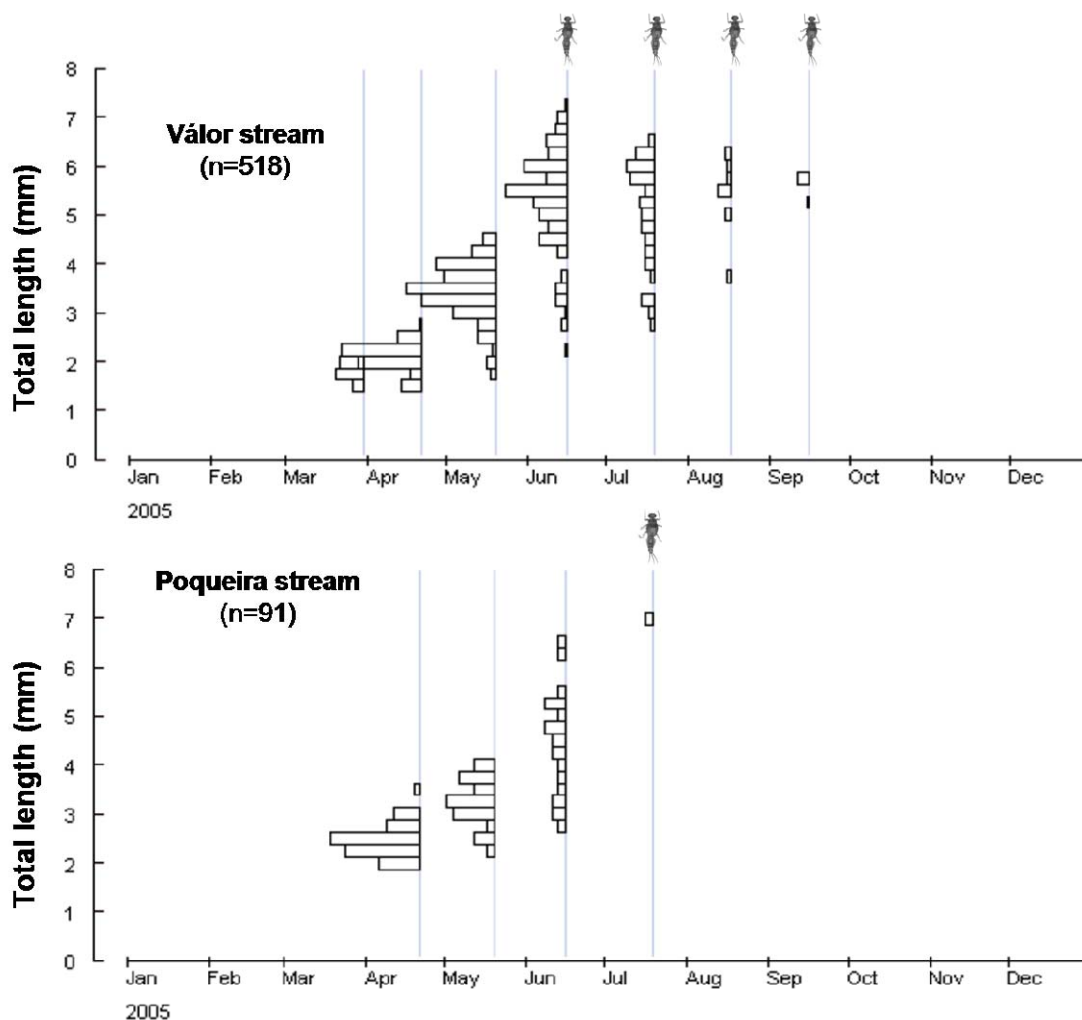 8
7
6
5
4
3
2
1
0
Total length (mm)
Válor stream
(n=518)
Jan Feb Mar Apr May Jun Jul Aug Sep Oct Nov Dec
2005
8
7
6
5
4
3
2
1
0
Total length (mm)
Poqueira stream
(n=91)
Jan Feb Mar Apr May Jun Jul Aug Sep Oct Nov Dec
2005